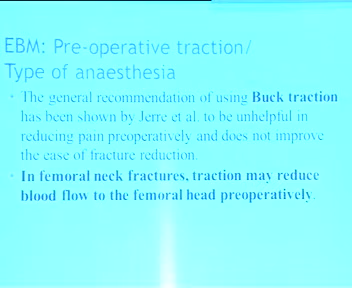 EBM: Pre-operative traction/
Type of anaesthesia
• The general recommendation of using Buck traction
has been shown by Jerre et al. to be unhelpful in
reducing pain preoperatively and does not improve
the ease of fracture reduction.
• In femoral neck fractures, traction may reduce
blood flow to the femoral head preoperatively.